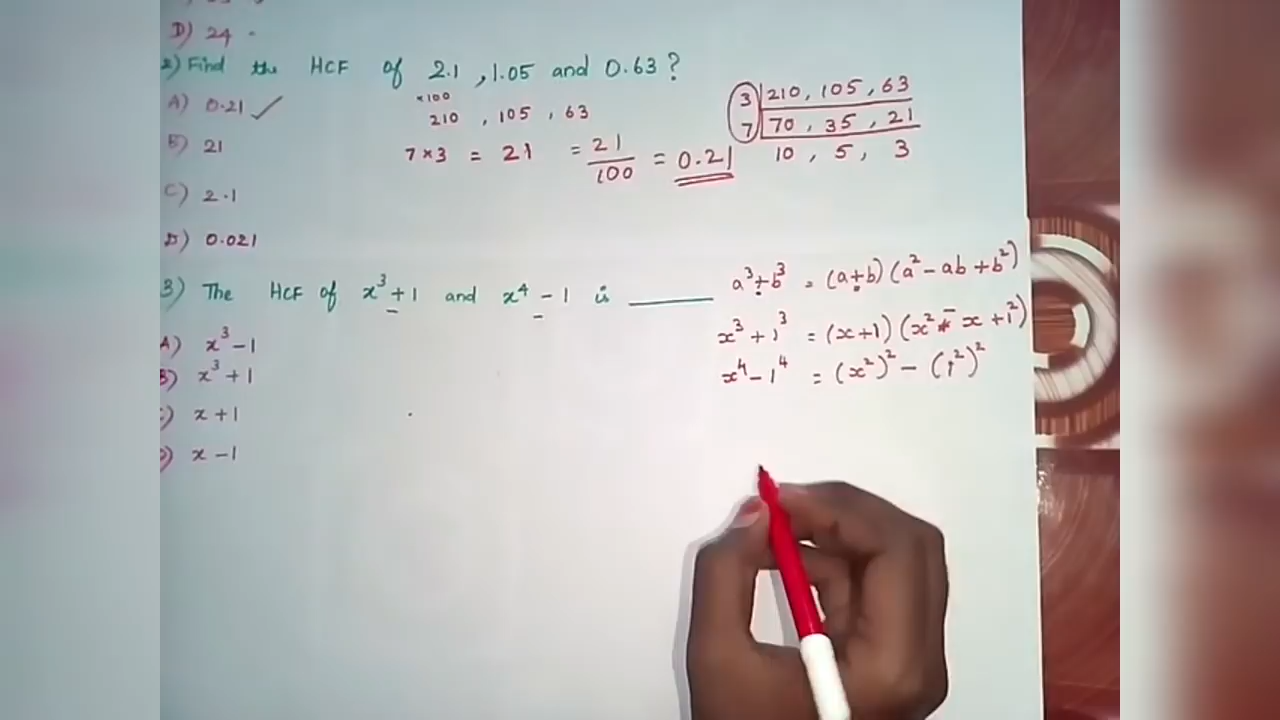 D) 24
2) Find the HCF of 2.1 , 1.05 and 0.63 ?
A) 0.21 ✓
B) 21
C) 2.1
D) 0.021
×100
210 , 105 , 63
7 × 3 = 21 = 21/100 = 0.21
3 | 210, 105, 63
7 | 70, 35, 21
10, 5, 3
3) The HCF of x³ + 1 and x⁴ - 1 is ______
A) x³ - 1
B) x³ + 1
C) x + 1
D) x - 1
a³ + b³ = (a+b) (a² - ab + b²)
x³ + 1³ = (x+1) (x² - x + 1²)
x⁴ - 1⁴ = (x²)² - (1²)²